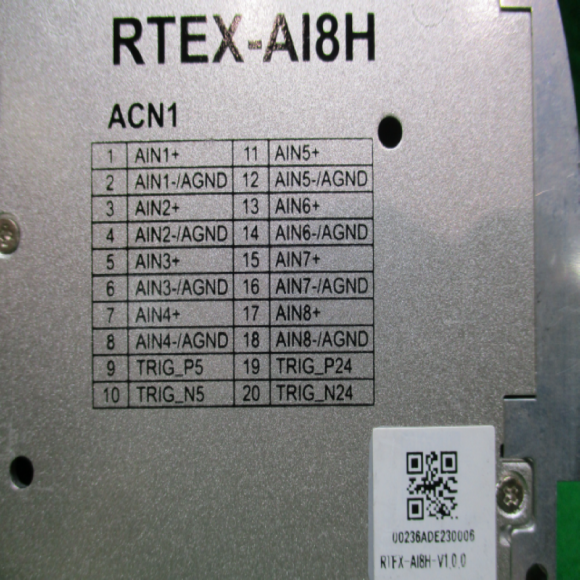 RTEX-AI8H
ACN1
1 AIN1+ 11 AIN5+
2 AIN1-/AGND 12 AIN5-/AGND
3 AIN2+ 13 AIN6+
4 AIN2-/AGND 14 AIN6-/AGND
5 AIN3+ 15 AIN7+
6 AIN3-/AGND 16 AIN7-/AGND
7 AIN4+ 17 AIN8+
8 AIN4-/AGND 18 AIN8-/AGND
9 TRIG_P5 19 TRIG_P24
10 TRIG_N5 20 TRIG_N24
00236ADE230006
RTEX-AI8H-V1.0.0